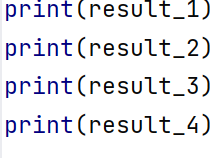 print(result_1)
print(result_2)
print(result_3)
print(result_4)